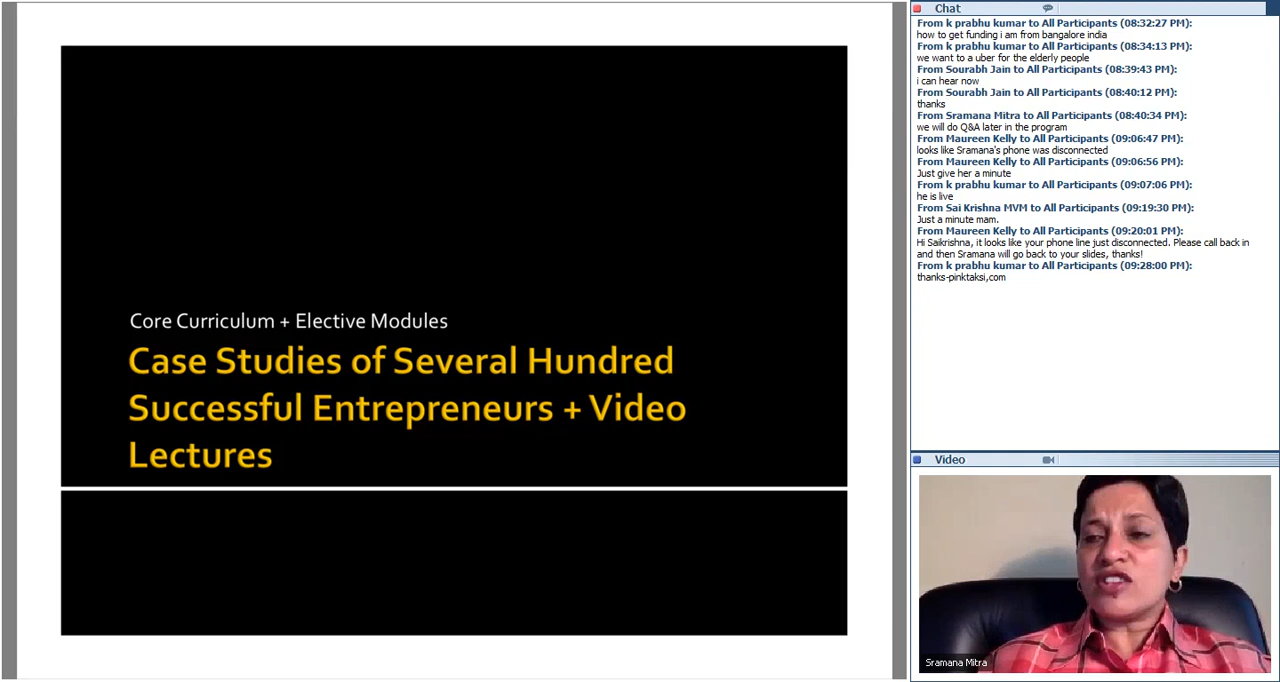 Core Curriculum + Elective Modules
Case Studies of Several Hundred
Successful Entrepreneurs + Video
Lectures
Chat
From k prabhu kumar to All Participants (08:32:27 PM):
how to get funding i am from bangalore india
From k prabhu kumar to All Participants (08:34:13 PM):
we want to a uber for the elderly people
From Sourabh Jain to All Participants (08:39:43 PM):
i can hear now
From Sourabh Jain to All Participants (08:40:12 PM):
thanks
From Sramana Mitra to All Participants (08:40:34 PM):
we will do Q&A later in the program
From Maureen Kelly to All Participants (09:06:47 PM):
looks like Sramana's phone was disconnected
From Maureen Kelly to All Participants (09:06:56 PM):
Just give her a minute
From k prabhu kumar to All Participants (09:07:06 PM):
he is live
From Sai Krishna MVM to All Participants (09:19:30 PM):
Just a minute mam.
From Maureen Kelly to All Participants (09:20:01 PM):
Hi Saikrishna, it looks like your phone line just disconnected. Please call back in
and then Sramana will go back to your slides, thanks!
From k prabhu kumar to All Participants (09:28:00 PM):
thanks-pinktaksi,com
Video
Sramana Mitra